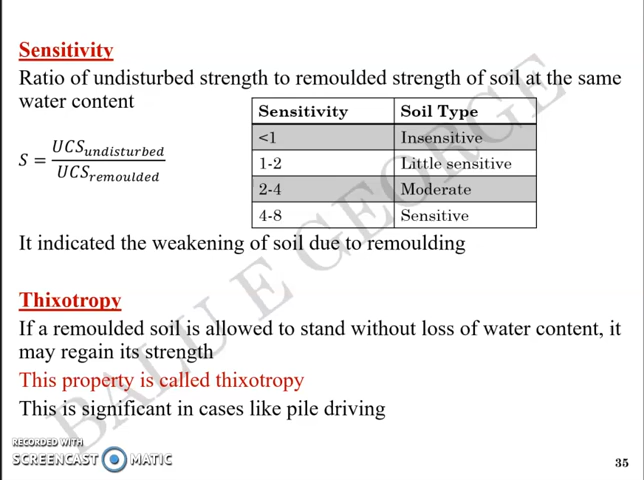 Sensitivity
Ratio of undisturbed strength to remoulded strength of soil at the same
water content
Sensitivity Soil Type
<1 Insensitive
1-2 Little sensitive
2-4 Moderate
4-8 Sensitive
S = UCS_undisturbed / UCS_remoulded
It indicated the weakening of soil due to remoulding
Thixotropy
If a remoulded soil is allowed to stand without loss of water content, it
may regain its strength
This property is called thixotropy
This is significant in cases like pile driving
BALU E GEORGE
RECORDED WITH
SCREENCAST MATIC
35